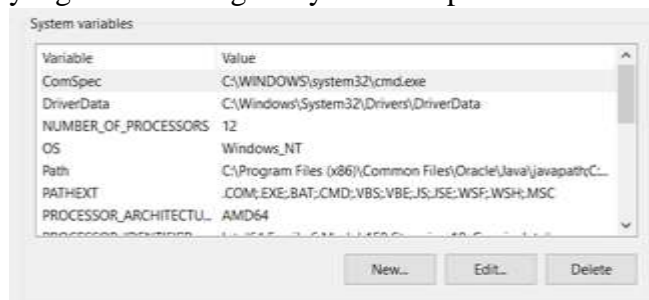 System variables
Variable Value
ComSpec C:\WINDOWS\system32\cmd.exe
DriverData C:\Windows\System32\Drivers\DriverData
NUMBER_OF_PROCESSORS 12
OS Windows_NT
Path C:\Program Files (x86)\Common Files\Oracle\Java\javapath;C:...
PATHEXT .COM;.EXE;.BAT;.CMD;.VBS;.VBE;.JS;.JSE;.WSF;.WSH;.MSC
PROCESSOR_ARCHITECTU... AMD64
New... Edit... Delete